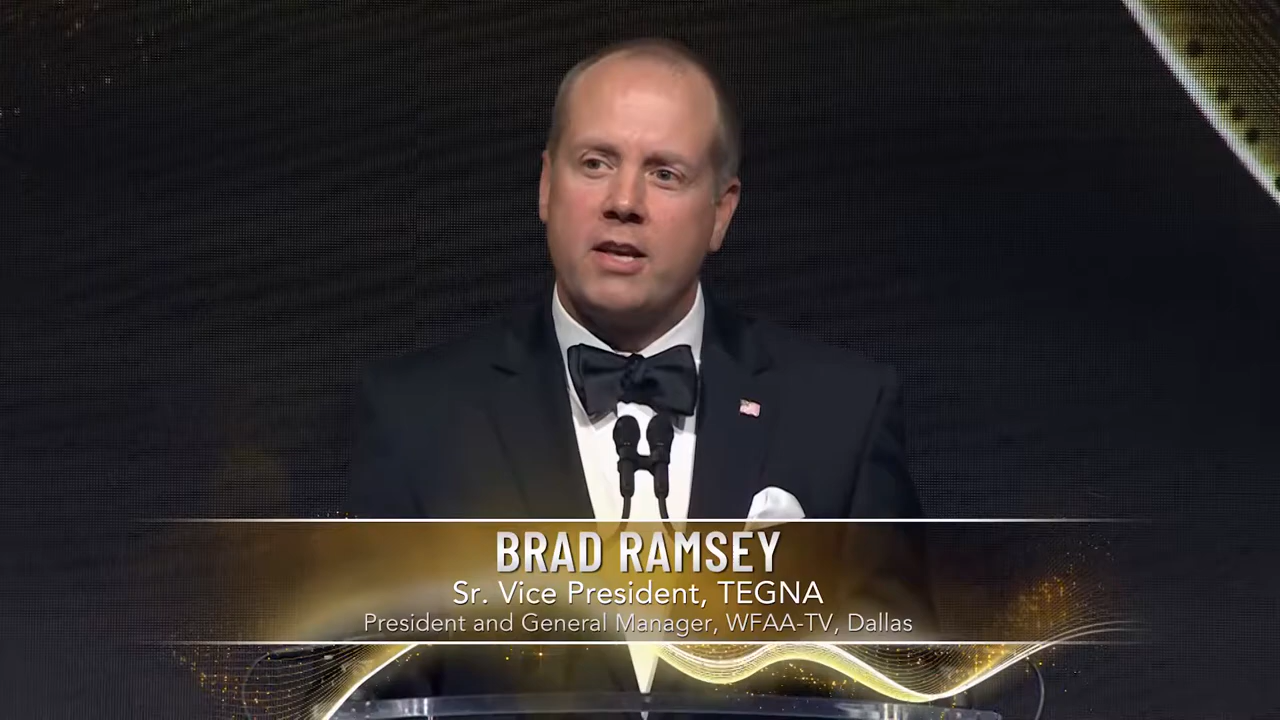 BRAD RAMSEY
Sr. Vice President, TEGNA
President and General Manager, WFAA-TV, Dallas